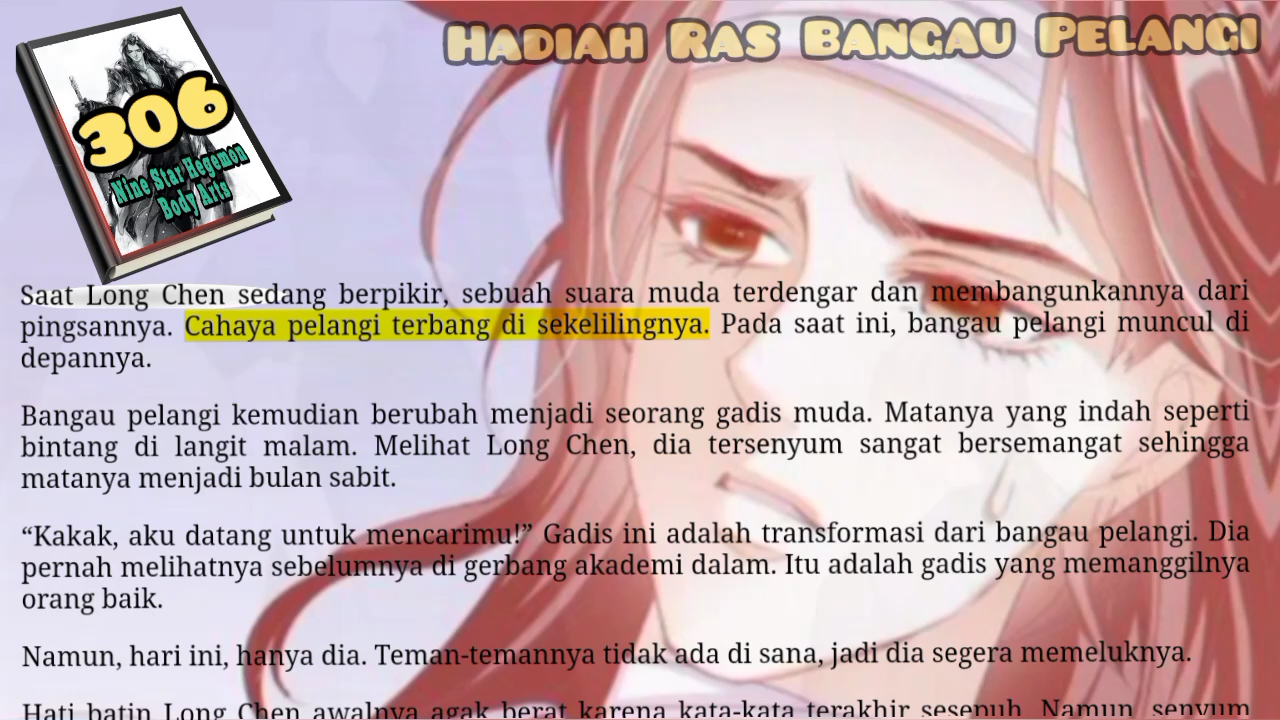 Hadiah Ras Bangau Pelangi
306
Nine Star Hegemon
Body Arts
Saat Long Chen sedang berpikir, sebuah suara muda terdengar dan membangunkannya dari
pingsannya. Cahaya pelangi terbang di sekelilingnya. Pada saat ini, bangau pelangi muncul di
depannya.
Bangau pelangi kemudian berubah menjadi seorang gadis muda. Matanya yang indah seperti
bintang di langit malam. Melihat Long Chen, dia tersenyum sangat bersemangat sehingga
matanya menjadi bulan sabit.
“Kakak, aku datang untuk mencarimu!” Gadis ini adalah transformasi dari bangau pelangi. Dia
pernah melihatnya sebelumnya di gerbang akademi dalam. Itu adalah gadis yang memanggilnya
orang baik.
Namun, hari ini, hanya dia. Teman-temannya tidak ada di sana, jadi dia segera memeluknya.
Hati batin Long Chen awalnya agak berat karena kata-kata terakhir sesepuh. Namun, senyum